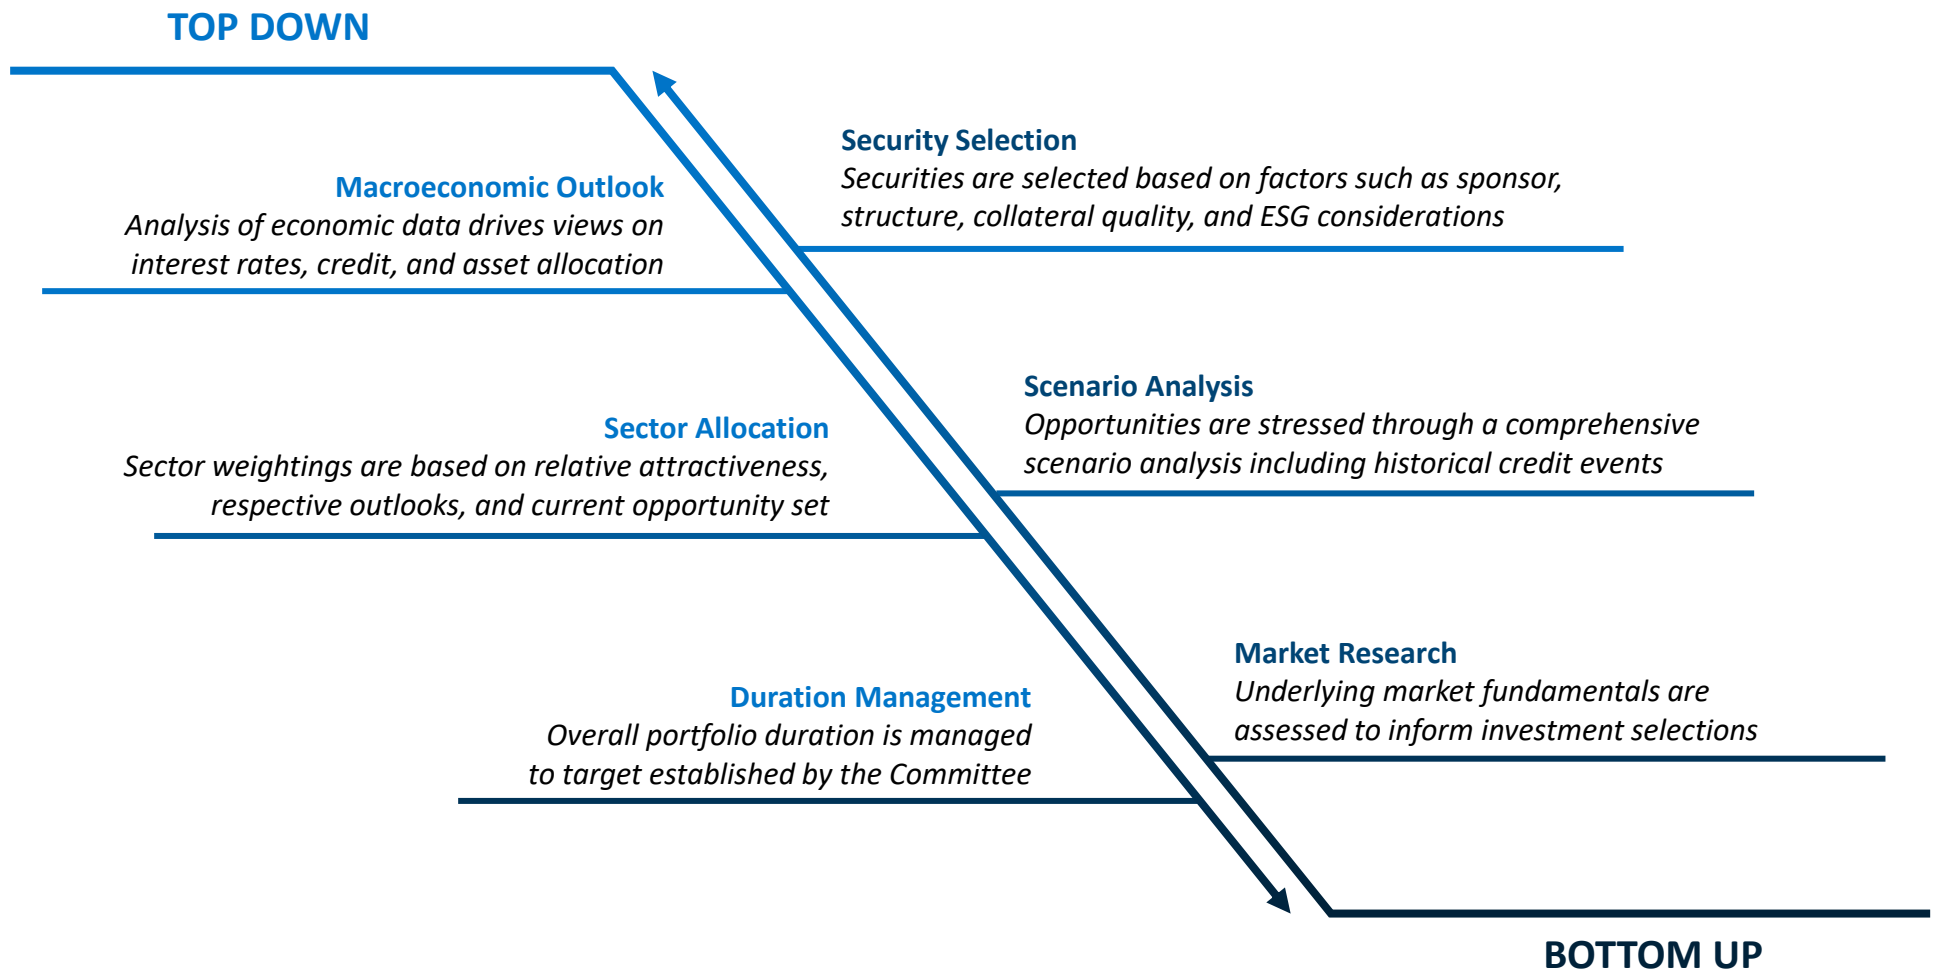 TOP DOWN
Macroeconomic Outlook
Analysis of economic data drives views on
interest rates, credit, and asset allocation
Sector Allocation
Sector weightings are based on relative attractiveness,
respective outlooks, and current opportunity set
Duration Management
Overall portfolio duration is managed
to target established by the Committee
Security Selection
Securities are selected based on factors such as sponsor,
structure, collateral quality, and ESG considerations
Scenario Analysis
Opportunities are stressed through a comprehensive
scenario analysis including historical credit events
Market Research
Underlying market fundamentals are
assessed to inform investment selections
BOTTOM UP